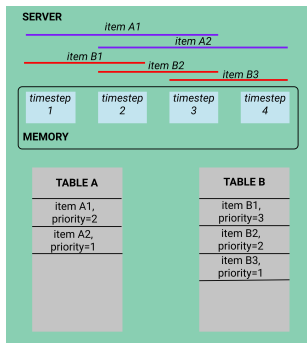 SERVER
item A1
item A2
item B1
item B2
item B3
timestep
1
timestep
2
timestep
3
timestep
4
MEMORY
TABLE A
item A1,
priority=2
item A2,
priority=1
TABLE B
item B1,
priority=3
item B2,
priority=2
item B3,
priority=1